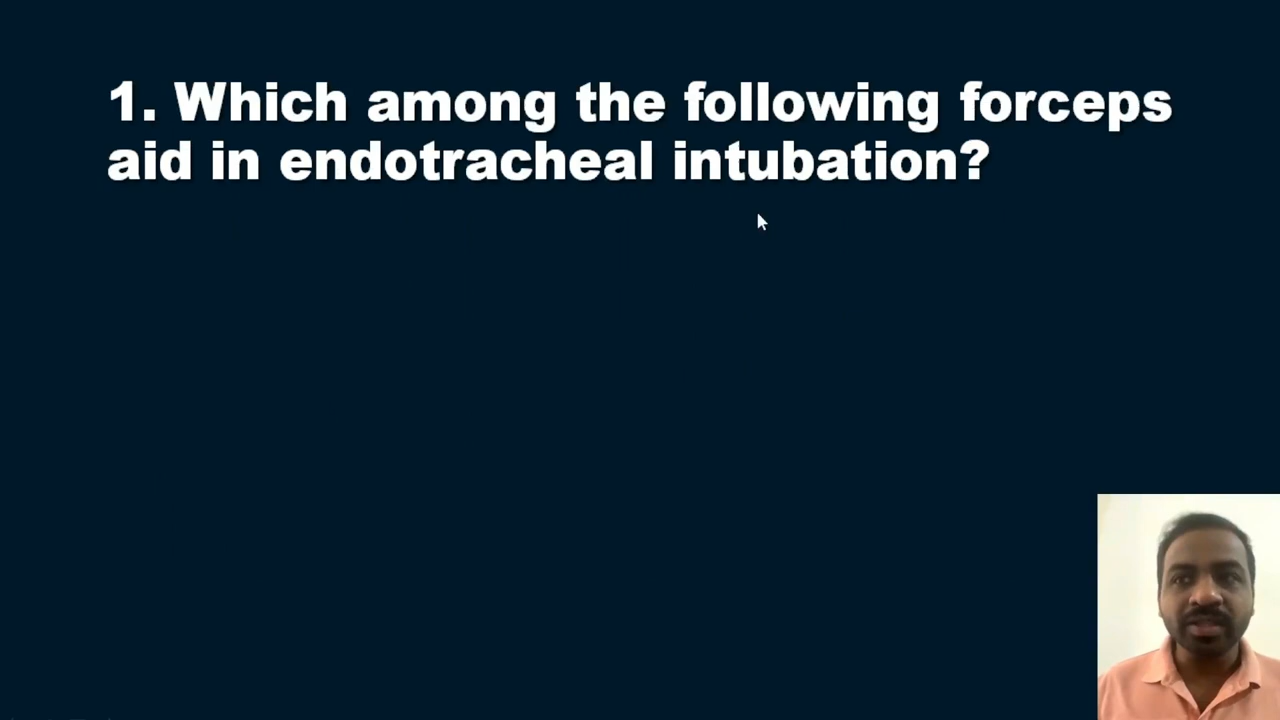 1. Which among the following forceps
aid in endotracheal intubation?